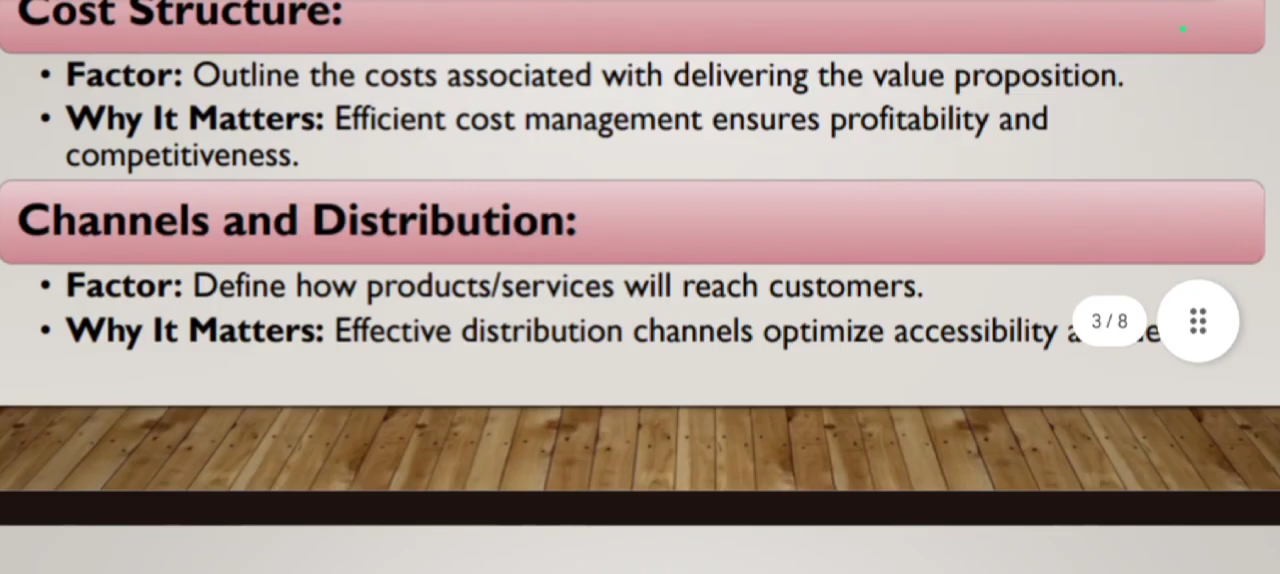 Cost Structure:
• Factor: Outline the costs associated with delivering the value proposition.
• Why It Matters: Efficient cost management ensures profitability and
competitiveness.
Channels and Distribution:
• Factor: Define how products/services will reach customers.
• Why It Matters: Effective distribution channels optimize accessibility
3 / 8